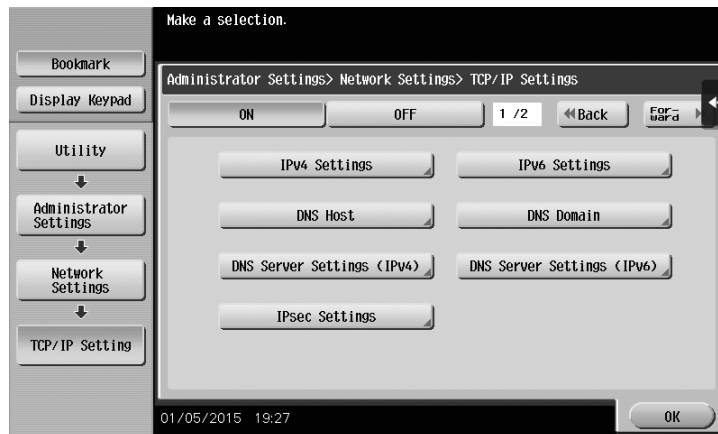 Make a selection.
Bookmark
Display Keypad
Utility
Administrator
Settings
Network
Settings
TCP/IP Setting
Administrator Settings> Network Settings> TCP/IP Settings
ON
OFF
1 /2
Back
For-
ward
IPv4 Settings
IPv6 Settings
DNS Host
DNS Domain
DNS Server Settings (IPv4)
DNS Server Settings (IPv6)
IPsec Settings
01/05/2015 19:27
OK